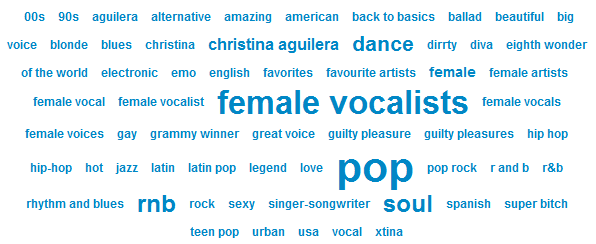 00s 90s aguilera alternative amazing american back to basics ballad beautiful big
voice blonde blues christina christina aguilera dance dirrty diva eighth wonder
of the world electronic emo english favorites favourite artists female female artists
female vocal female vocalist female vocalists female vocals
female voices gay grammy winner great voice guilty pleasure guilty pleasures hip hop
hip-hop hot jazz latin latin pop legend love pop pop rock r and b r&b
rhythm and blues rnb rock sexy singer-songwriter soul spanish super bitch
teen pop urban usa vocal xtina